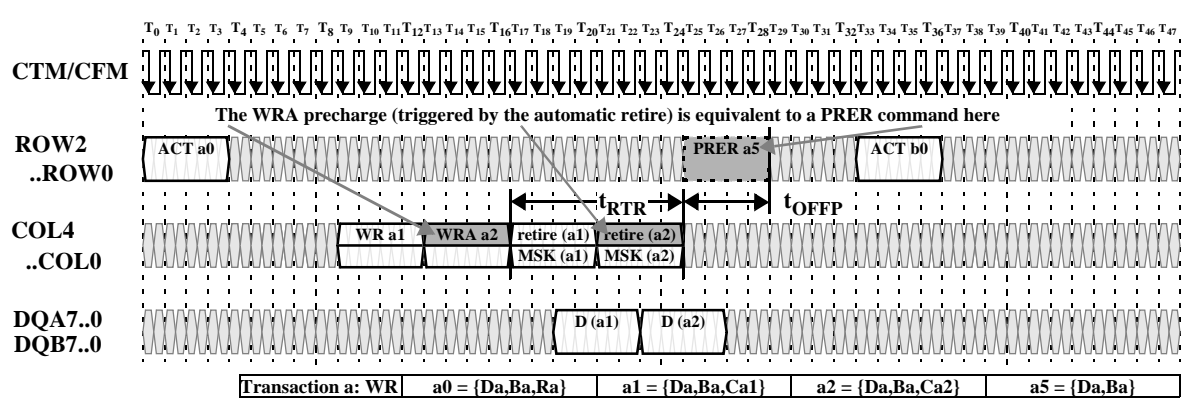 T0 T1 T2 T3 T4 T5 T6 T7 T8 T9 T10 T11 T12 T13 T14 T15 T16 T17 T18 T19 T20 T21 T22 T23 T24 T25 T26 T27 T28 T29 T30 T31 T32 T33 T34 T35 T36 T37 T38 T39 T40 T41 T42 T43 T44 T45 T46 T47
CTM/CFM
The WRA precharge (triggered by the automatic retire) is equivalent to a PRER command here
ROW2
..ROW0
ACT a0 PRER a5 ACT b0
tRTR tOFFP
COL4
..COL0
WR a1 WRA a2 retire (a1) retire (a2)
MSK (a1) MSK (a2)
DQA7..0
DQB7..0
D (a1) D (a2)
Transaction a: WR a0 = {Da,Ba,Ra} a1 = {Da,Ba,Ca1} a2 = {Da,Ba,Ca2} a5 = {Da,Ba}